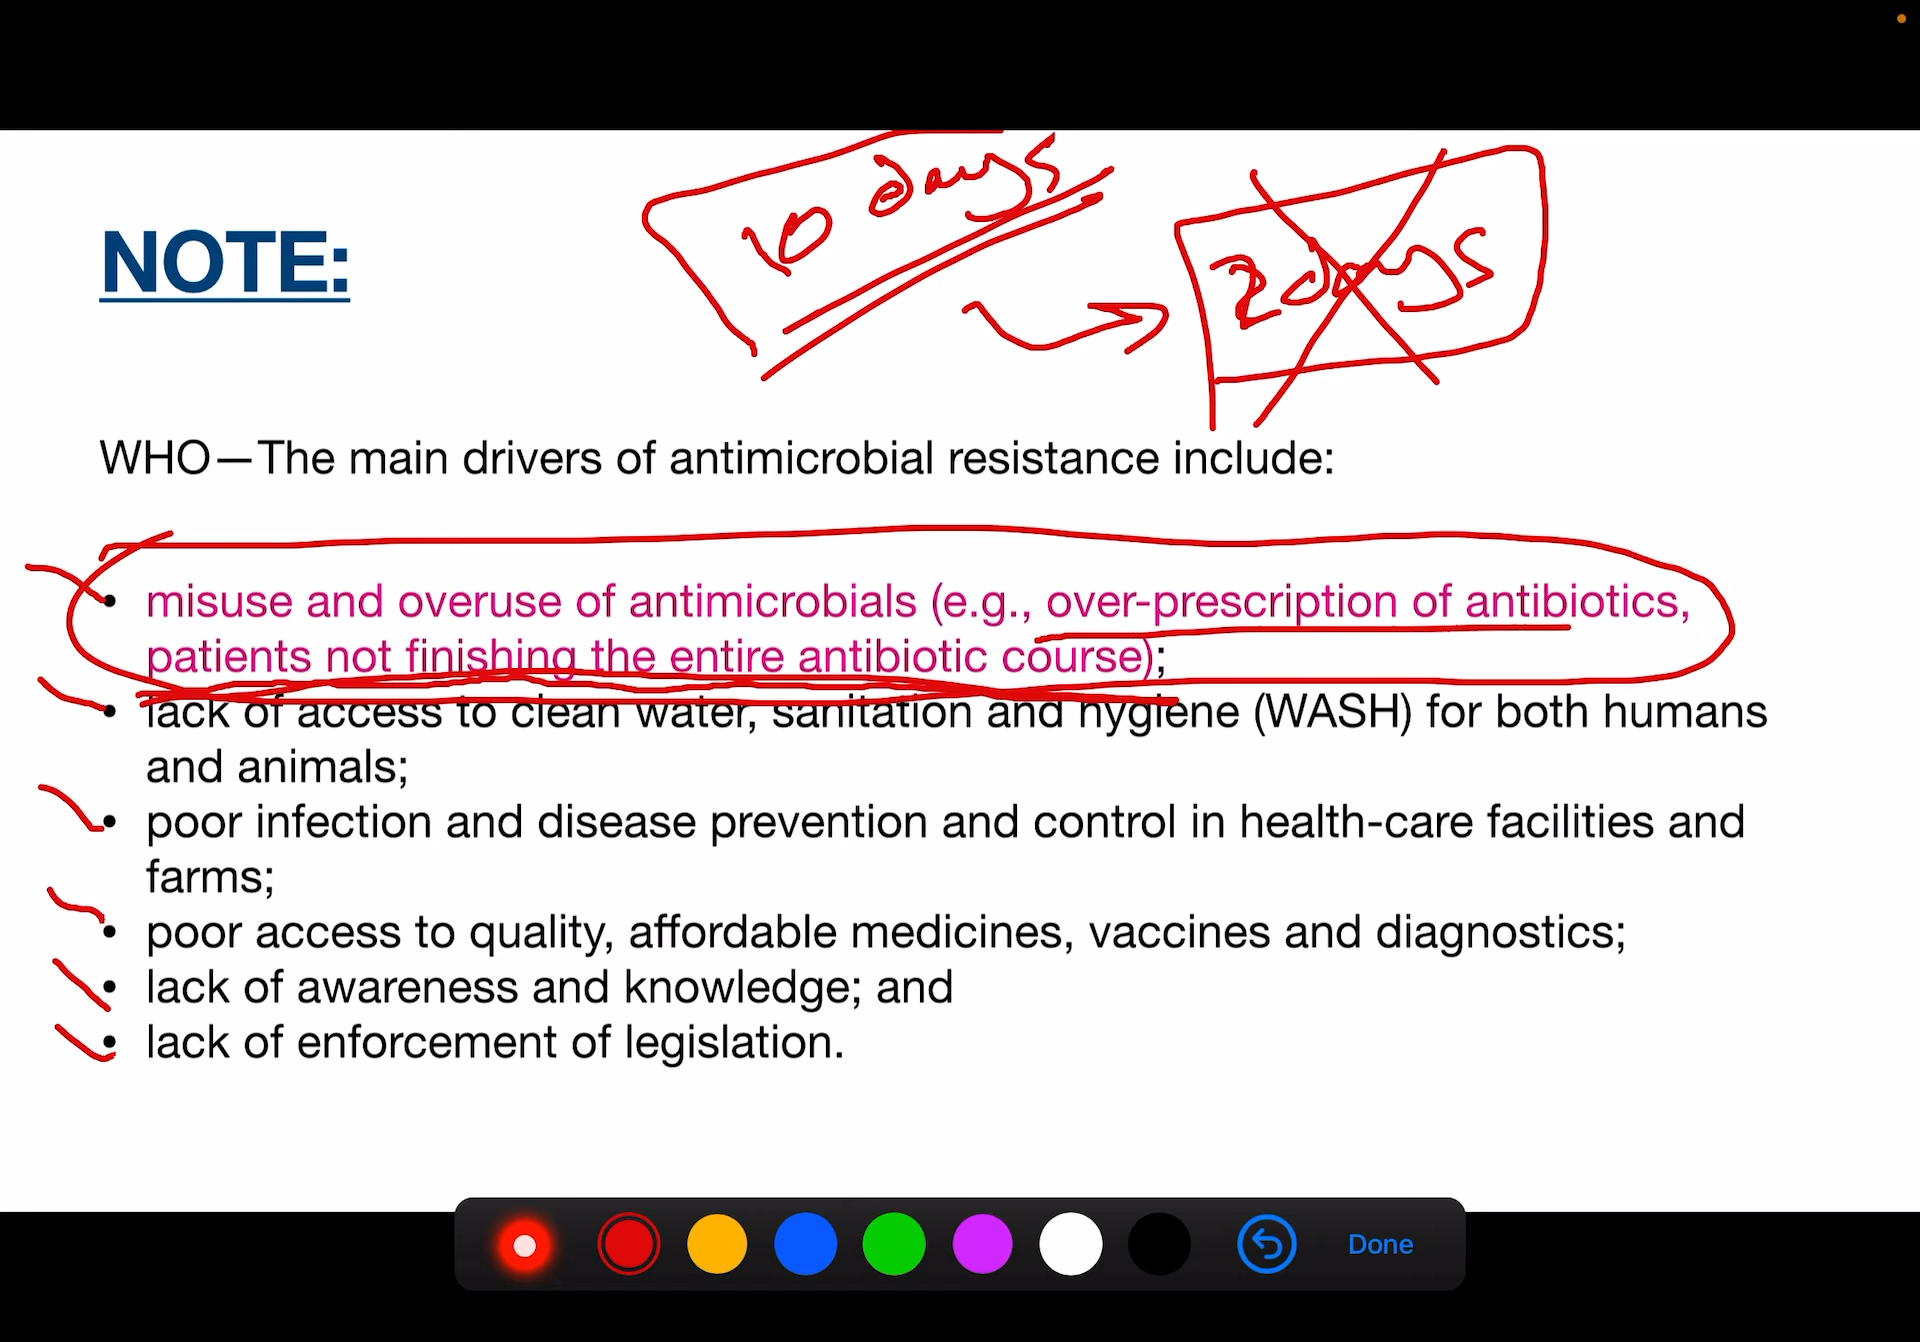 10 days
2 days
NOTE:
WHO—The main drivers of antimicrobial resistance include:
• misuse and overuse of antimicrobials (e.g., over-prescription of antibiotics,
patients not finishing the entire antibiotic course);
• lack of access to clean water, sanitation and hygiene (WASH) for both humans
and animals;
• poor infection and disease prevention and control in health-care facilities and
farms;
• poor access to quality, affordable medicines, vaccines and diagnostics;
• lack of awareness and knowledge; and
• lack of enforcement of legislation.
Done